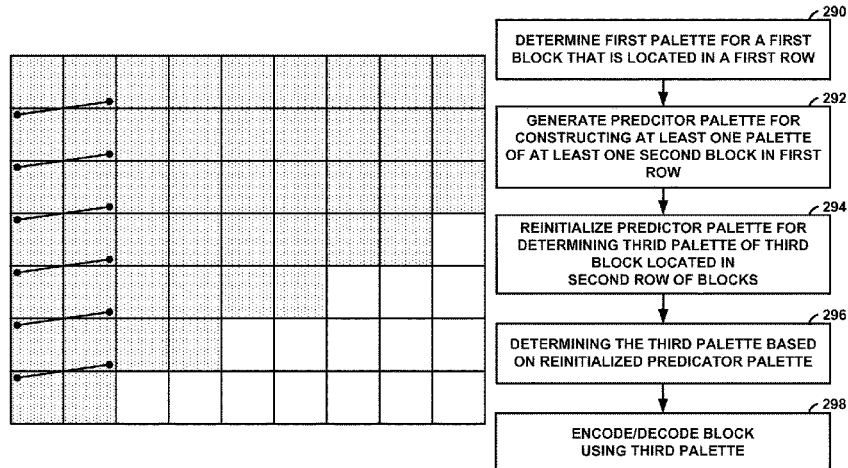 290
DETERMINE FIRST PALETTE FOR A FIRST
BLOCK THAT IS LOCATED IN A FIRST ROW
292
GENERATE PREDCITOR PALETTE FOR
CONSTRUCTING AT LEAST ONE PALETTE
OF AT LEAST ONE SECOND BLOCK IN FIRST
ROW
294
REINITIALIZE PREDICTOR PALETTE FOR
DETERMINING THRID PALETTE OF THIRD
BLOCK LOCATED IN
SECOND ROW OF BLOCKS
296
DETERMINING THE THIRD PALETTE BASED
ON REINITIALIZED PREDICATOR PALETTE
298
ENCODE/DECODE BLOCK
USING THIRD PALETTE